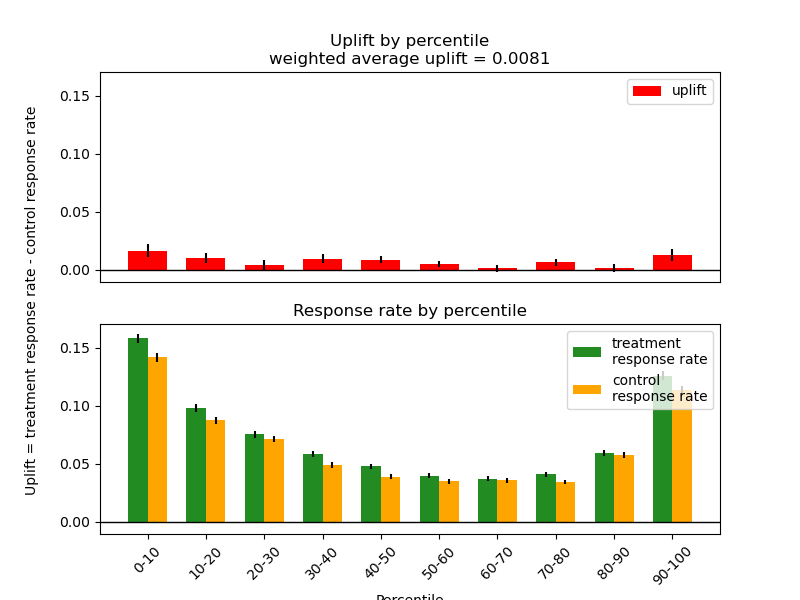 Uplift by percentile
weighted average uplift = 0.0081
uplift
0.15
0.10
0.05
0.00
Uplift = treatment response rate - control response rate
Response rate by percentile
treatment
response rate
control
response rate
0.15
0.10
0.05
0.00
0-10
10-20
20-30
30-40
40-50
50-60
60-70
70-80
80-90
90-100
Percentile